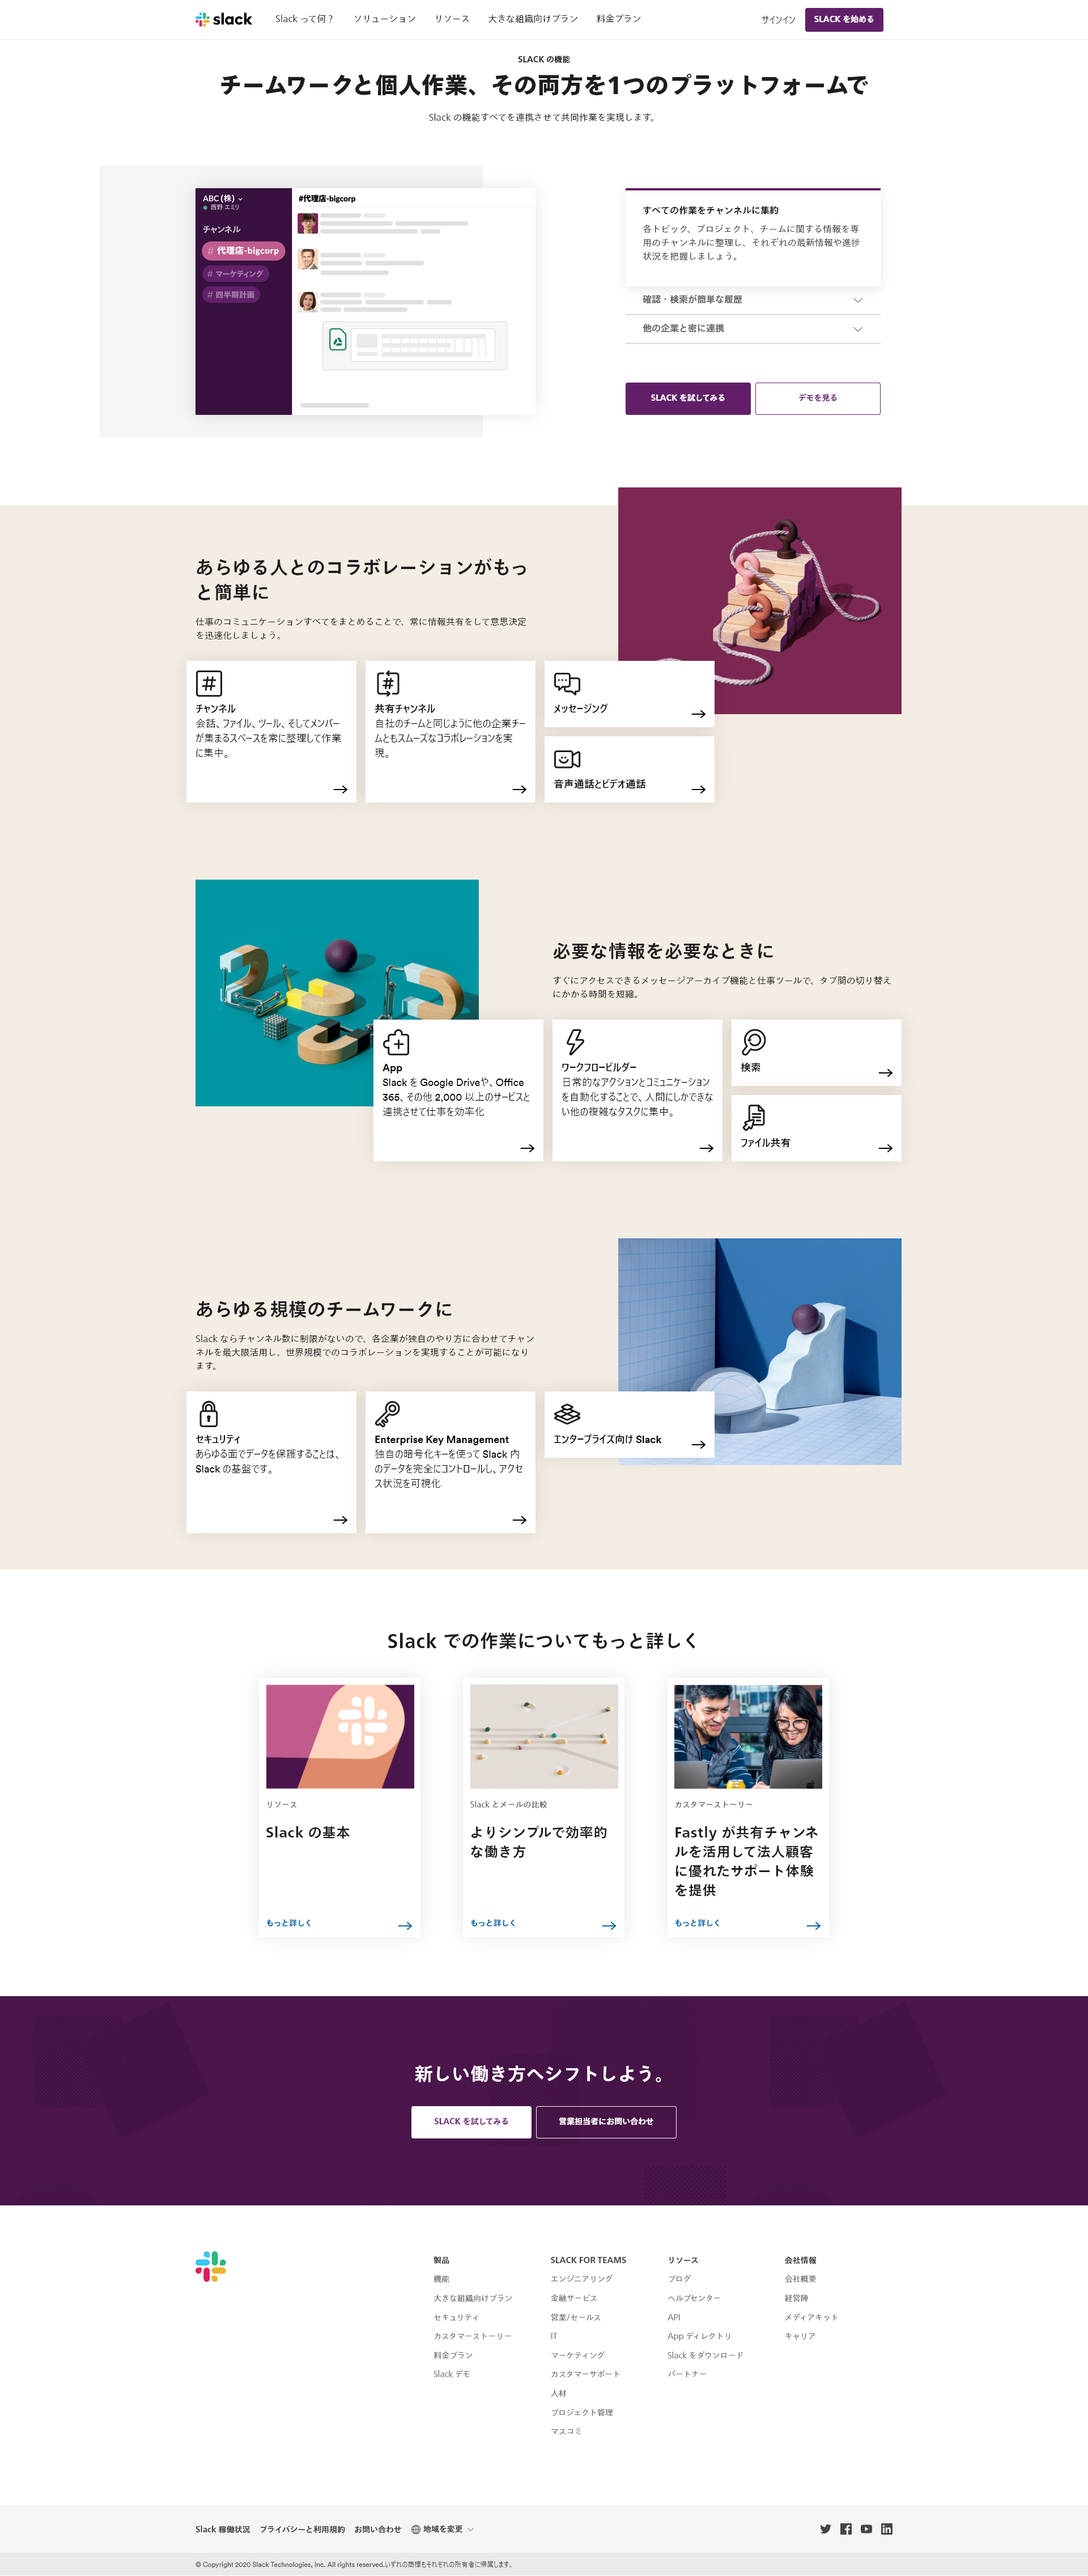 slack
Slack って何？
ソリューション
リソース
大きな組織向けプラン
料金プラン
サインイン
SLACK を始める
SLACK の機能
チームワークと個人作業、その両方を1つのプラットフォームで
Slack の機能すべてを連携させて共同作業を実現します。
ABC (株)
西野 エミリ
チャンネル
# 代理店-bigcorp
# マーケティング
# 四半期計画
#代理店-bigcorp
すべての作業をチャンネルに集約
各トピック、プロジェクト、チームに関する情報を専
用のチャンネルに整理し、それぞれの最新情報や進捗
状況を把握しましょう。
確認・検索が簡単な履歴
他の企業と密に連携
SLACK を試してみる
デモを見る
あらゆる人とのコラボレーションがもっ
と簡単に
仕事のコミュニケーションすべてをまとめることで、常に情報共有をして意思決定
を迅速化しましょう。
チャンネル
会話、ファイル、ツール、そしてメンバー
が集まるスペースを常に整理して作業
に集中。
共有チャンネル
自社のチームと同じように他の企業チー
ムともスムーズなコラボレーションを実
現。
メッセージング
音声通話とビデオ通話
必要な情報を必要なときに
すぐにアクセスできるメッセージアーカイブ機能と仕事ツールで、タブ間の切り替え
にかかる時間を短縮。
App
Slack を Google Driveや、Office
365、その他 2,000 以上のサービスと
連携させて仕事を効率化
ワークフロービルダー
日常的なアクションとコミュニケーション
を自動化することで、人間にしかできな
い他の複雑なタスクに集中。
検索
ファイル共有
あらゆる規模のチームワークに
Slack ならチャンネル数に制限がないので、各企業が独自のやり方に合わせてチャン
ネルを最大限活用し、世界規模でのコラボレーションを実現することが可能になり
ます。
セキュリティ
あらゆる面でデータを保護することは、
Slack の基盤です。
Enterprise Key Management
独自の暗号化キーを使って Slack 内
のデータを完全にコントロールし、アクセ
ス状況を可視化
エンタープライズ向け Slack
Slack での作業についてもっと詳しく
リソース
Slack の基本
もっと詳しく
Slack とメールの比較
よりシンプルで効率的
な働き方
もっと詳しく
カスタマーストーリー
Fastly が共有チャンネ
ルを活用して法人顧客
に優れたサポート体験
を提供
もっと詳しく
新しい働き方へシフトしよう。
SLACK を試してみる
営業担当者にお問い合わせ
製品
機能
大きな組織向けプラン
セキュリティ
カスタマーストーリー
料金プラン
Slack デモ
SLACK FOR TEAMS
エンジニアリング
金融サービス
営業/セールス
IT
マーケティング
カスタマーサポート
人材
プロジェクト管理
マスコミ
リソース
ブログ
ヘルプセンター
API
App ディレクトリ
Slack をダウンロード
パートナー
会社情報
会社概要
経営陣
メディアキット
キャリア
Slack 稼働状況
プライバシーと利用規約
お問い合わせ
地域を変更
© Copyright 2020 Slack Technologies, Inc. All rights reserved.いずれの商標もそれぞれの所有者に帰属します。